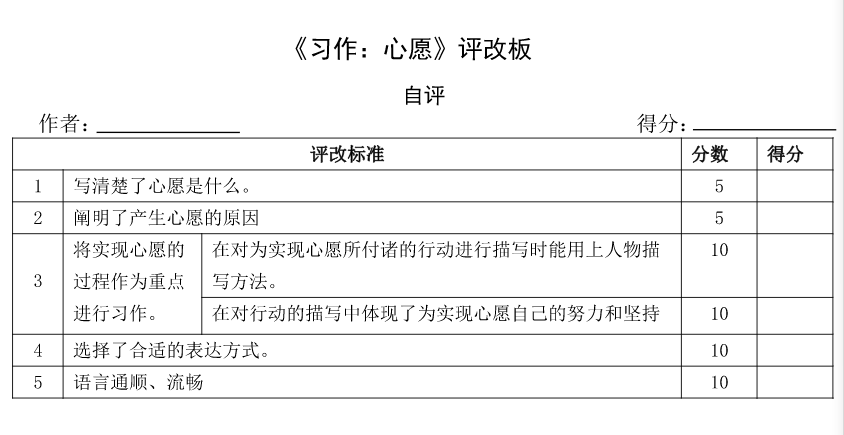 《习作：心愿》评改板
自评
作者：
得分：
评改标准 分数 得分
1 写清楚了心愿是什么。 5
2 阐明了产生心愿的原因 5
3 将实现心愿的过程作为重点进行习作。 在对为实现心愿所付诸的行动进行描写时能用上人物描写方法。 10
在对行动的描写中体现了为实现心愿自己的努力和坚持 10
4 选择了合适的表达方式。 10
5 语言通顺、流畅 10